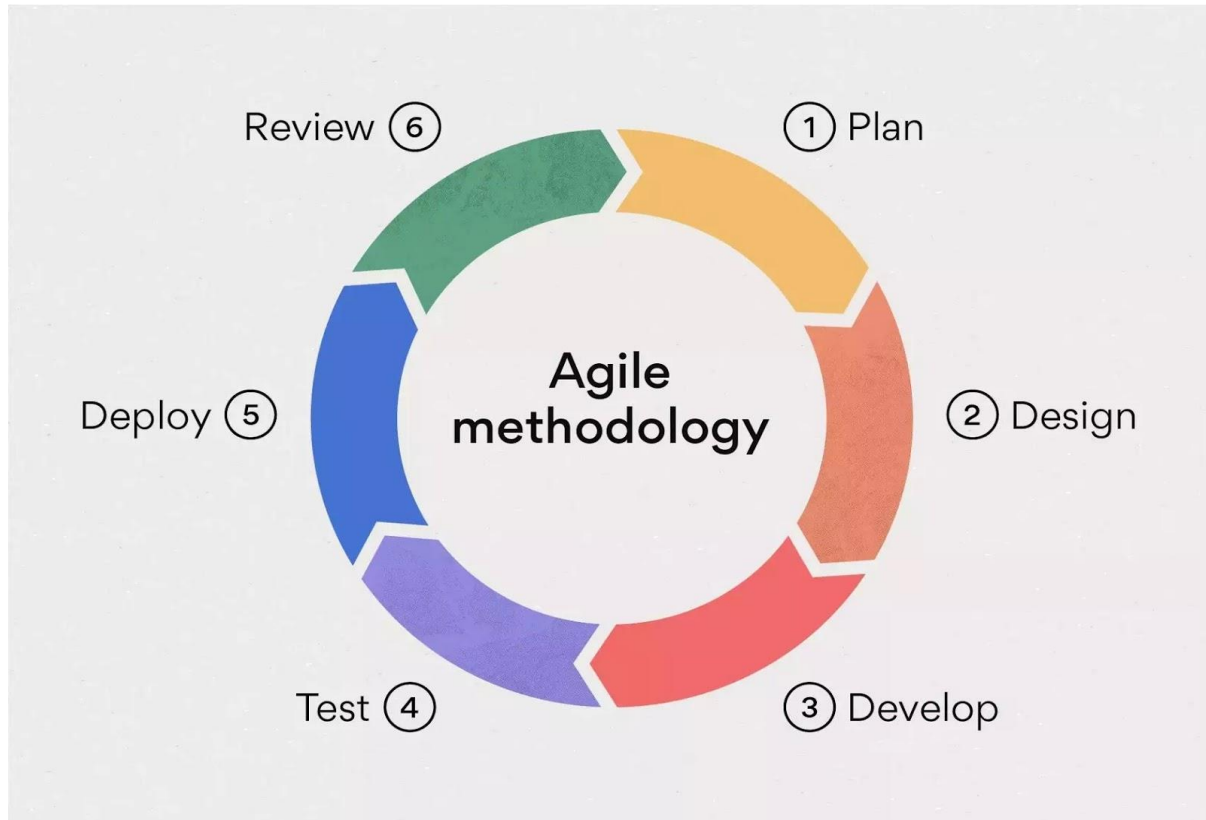 Review 6
1 Plan
Agile
methodology
Deploy 5
2 Design
Test 4
3 Develop